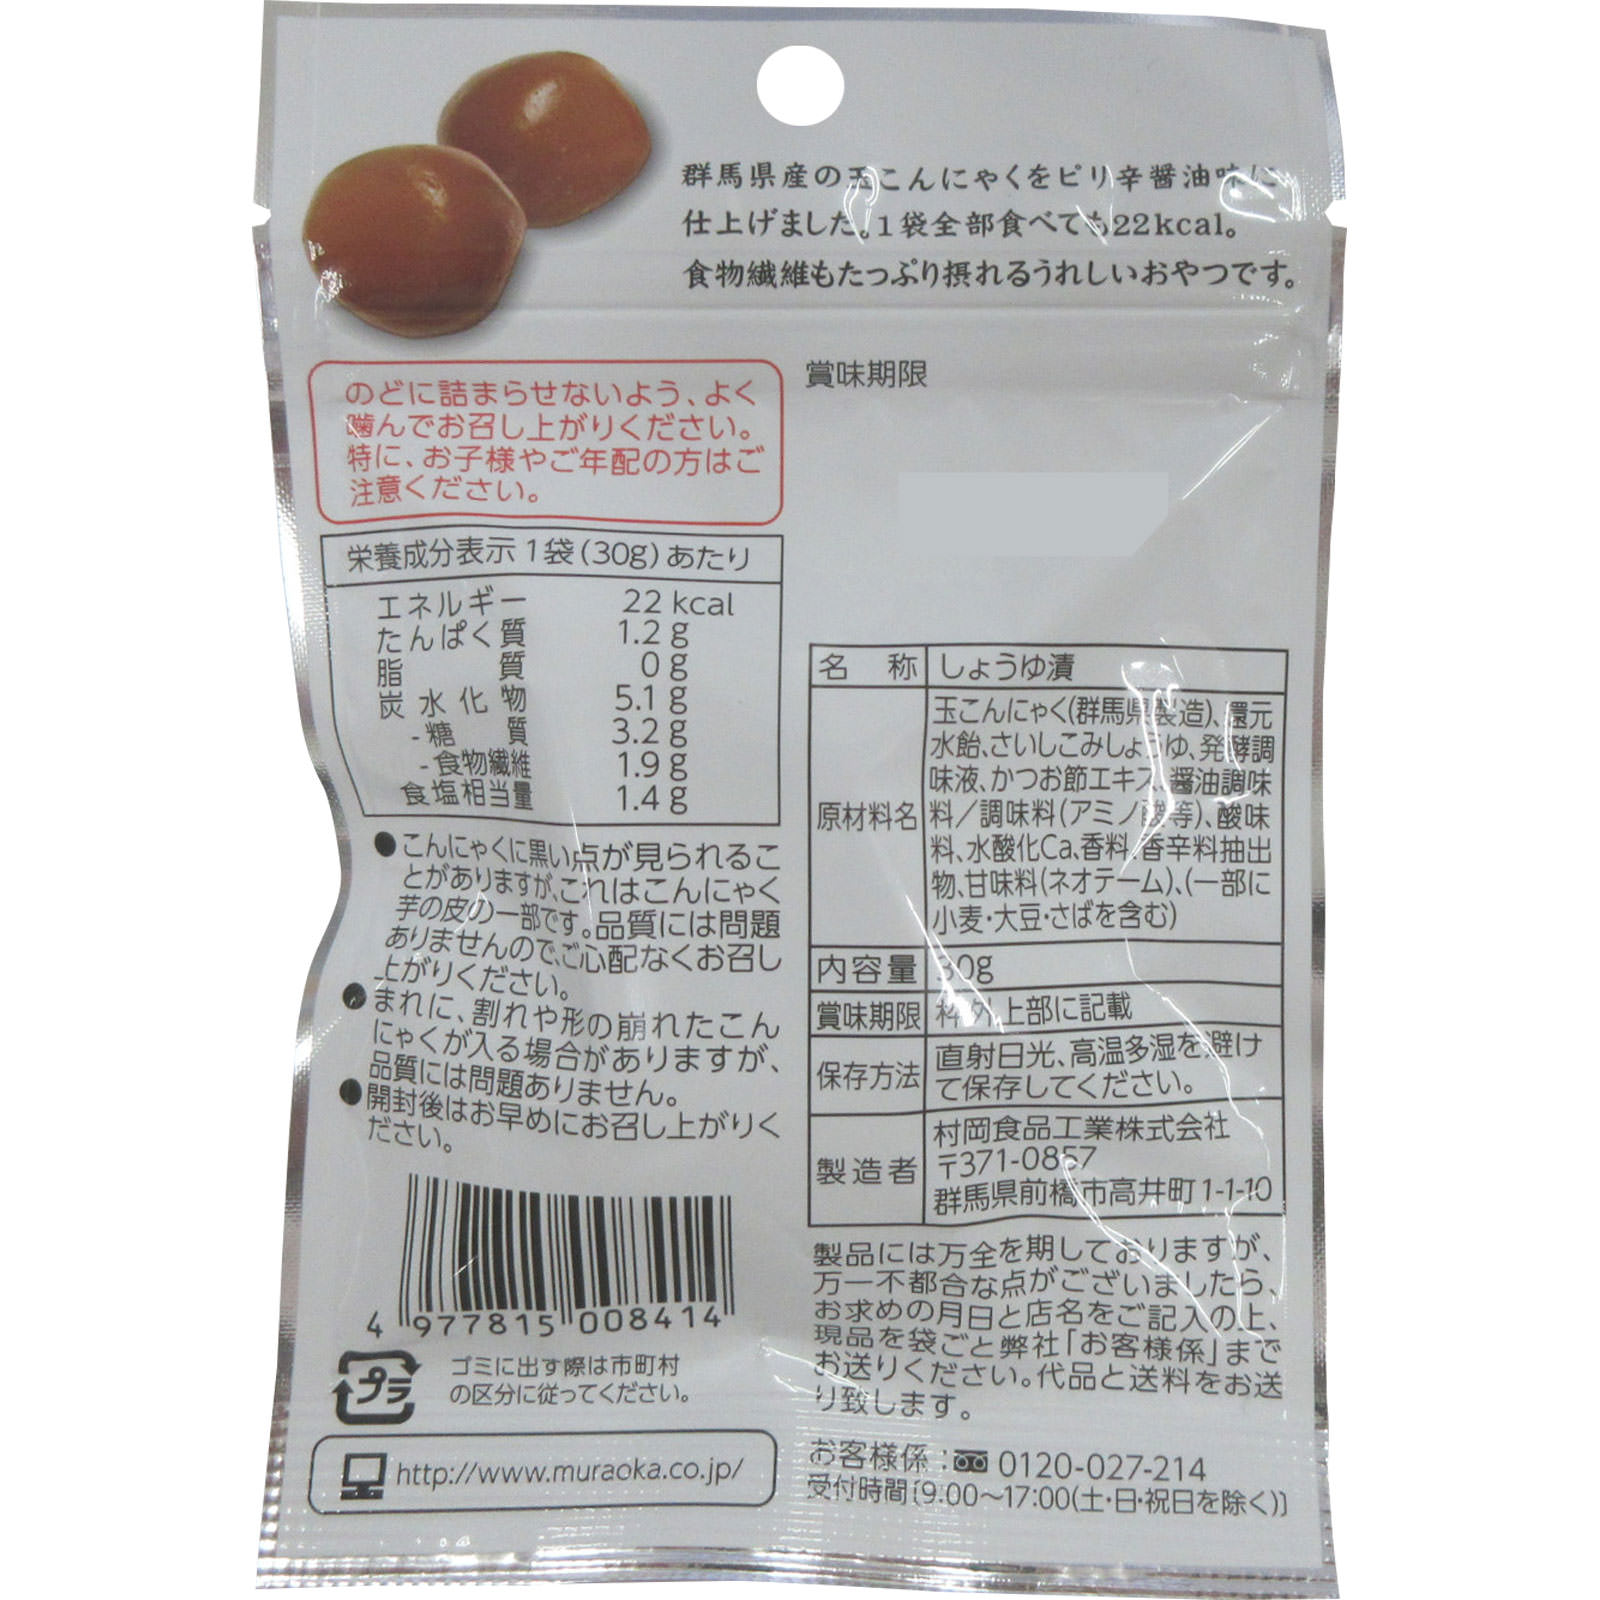 群馬県産の玉こんにゃくをピリ辛醤油味に
仕上げました。1袋全部食べても22kcal。
食物繊維もたっぷり摂れるうれしいおやつです。
のどに詰まらせないよう、よく
噛んでお召し上がりください。
特に、お子様やご年配の方はご
注意ください。
栄養成分表示 1袋(30g)あたり
エネルギー 22 kcal
たんぱく質 1.2 g
脂質 0 g
炭水化物 5.1 g
-糖質 3.2 g
-食物繊維 1.9 g
食塩相当量 1.4 g
●こんにゃくに黒い点が見られるこ
とがありますが、これはこんにゃく
芋の皮の一部です。品質には問題
ありませんので、ご心配なくお召し
上がりください。
●まれに、割れや形の崩れたこん
にゃくが入る場合がありますが、
品質には問題ありません。
●開封後はお早めにお召し上がりく
ださい。
4 977815 008414
プラ
ゴミに出す際は市町村
の区分に従ってください。
http://www.muraoka.co.jp/
賞味期限
名称 しょうゆ漬
原材料名 玉こんにゃく(群馬県製造)、還元
水飴、さいしこみしょうゆ、発酵調
味液、かつお節エキス、醤油調味
料/調味料(アミノ酸等)、酸味
料、水酸化Ca、香料、香辛料抽出
物、甘味料(ネオテーム)、(一部に
小麦・大豆・さばを含む)
内容量 30g
賞味期限 枠外上部に記載
保存方法 直射日光、高温多湿を避け
て保存してください。
製造者 村岡食品工業株式会社
〒371-0857
群馬県前橋市高井町1-1-10
製品には万全を期しておりますが、
万一不都合な点がございましたら、
お求めの月日と店名をご記入の上、
現品を袋ごと弊社「お客様係」まで
お送りください。代品と送料をお送
り致します。
お客様係:0120-027-214
受付時間〔9:00～17:00(土・日・祝日を除く)〕